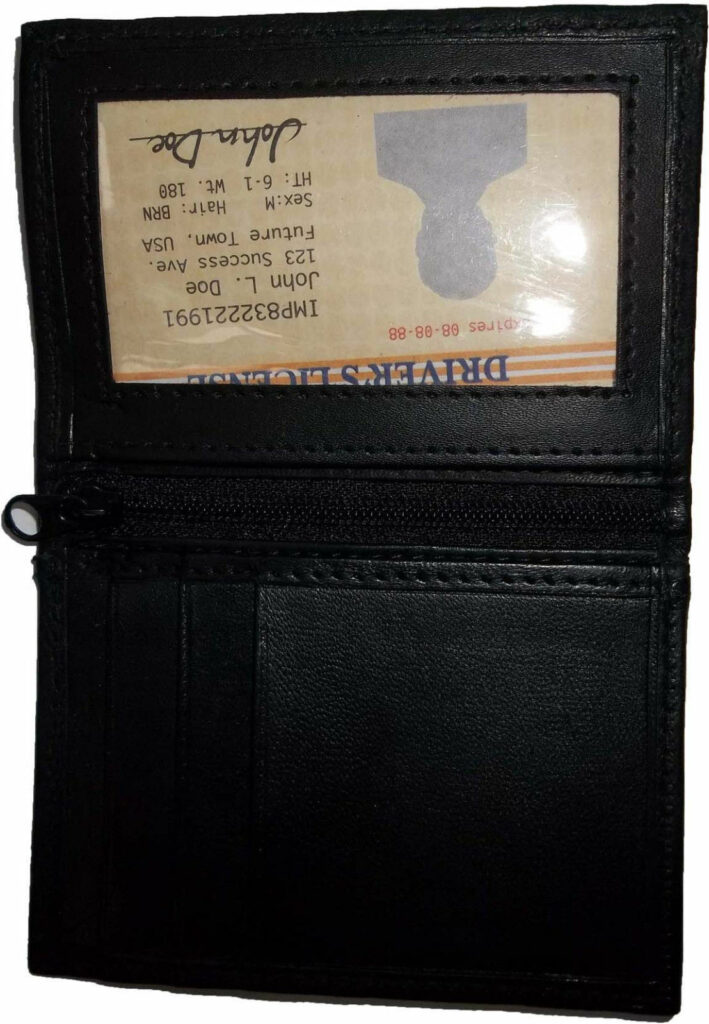 DRIVER'S LICENSE
Expires 08-08-88
IMP832221991
John L. Doe
123 Success Ave.
Future Town, USA
Sex:M Hair: BRN
HT: 6-1 Wt. 180
John Doe